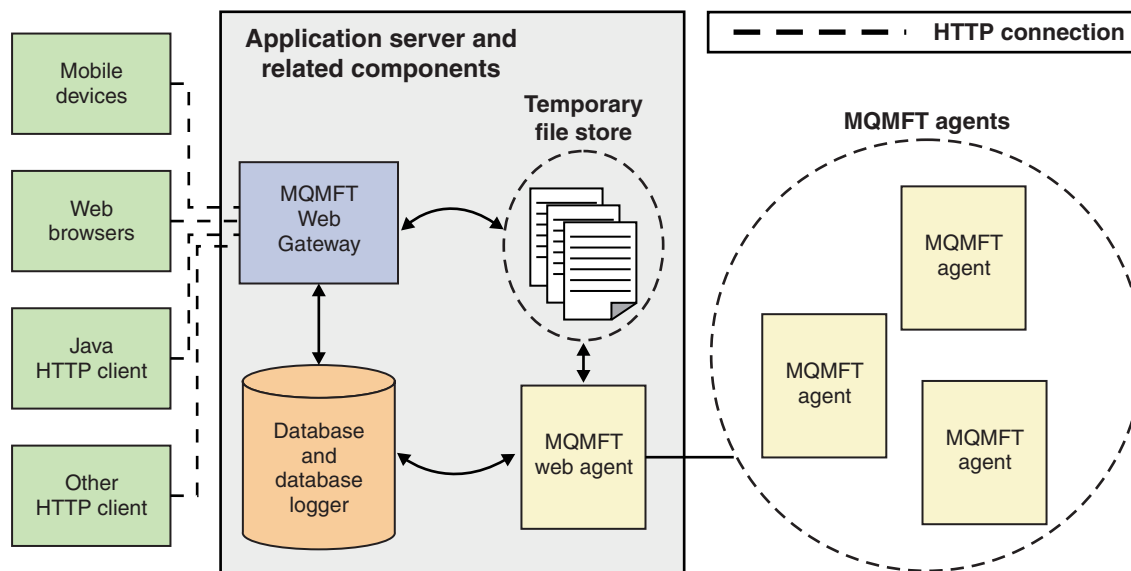 Mobile
devices
Web
browsers
Java
HTTP client
Other
HTTP client
Application server and
related components
Temporary
file store
MQMFT
Web
Gateway
Database
and
database
logger
MQMFT
web agent
HTTP connection
MQMFT agents
MQMFT
agent
MQMFT
agent
MQMFT
agent